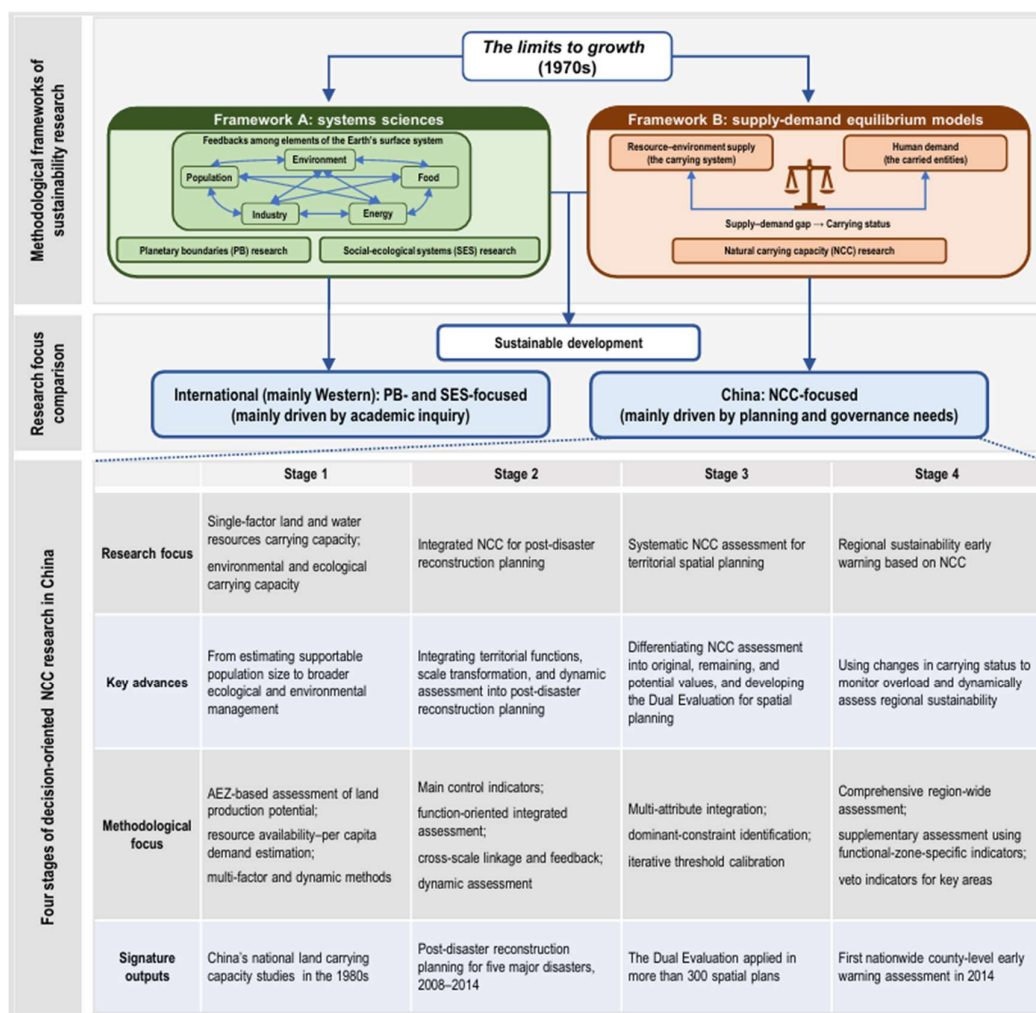 Methodological frameworks of
sustainability research
The limits to growth
(1970s)
Framework A: systems sciences
Feedbacks among elements of the Earth's surface system
Environment
Population
Food
Industry
Energy
Planetary boundaries (PB) research
Social-ecological systems (SES) research
Framework B: supply-demand equilibrium models
Resource–environment supply
(the carrying system)
Human demand
(the carried entities)
Supply–demand gap → Carrying status
Natural carrying capacity (NCC) research
Research focus
comparison
Sustainable development
International (mainly Western): PB- and SES-focused
(mainly driven by academic inquiry)
China: NCC-focused
(mainly driven by planning and governance needs)
Four stages of decision-oriented NCC research in China
Stage 1
Stage 2
Stage 3
Stage 4
Research focus
Single-factor land and water
resources carrying capacity;
environmental and ecological
carrying capacity
Integrated NCC for post-disaster
reconstruction planning
Systematic NCC assessment for
territorial spatial planning
Regional sustainability early
warning based on NCC
Key advances
From estimating supportable
population size to broader
ecological and environmental
management
Integrating territorial functions,
scale transformation, and dynamic
assessment into post-disaster
reconstruction planning
Differentiating NCC assessment
into original, remaining, and
potential values, and developing
the Dual Evaluation for spatial
planning
Using changes in carrying status to
monitor overload and dynamically
assess regional sustainability
Methodological
focus
AEZ-based assessment of land
production potential;
resource availability–per capita
demand estimation;
multi-factor and dynamic methods
Main control indicators;
function-oriented integrated
assessment;
cross-scale linkage and feedback;
dynamic assessment
Multi-attribute integration;
dominant-constraint identification;
iterative threshold calibration
Comprehensive region-wide
assessment;
supplementary assessment using
functional-zone-specific indicators;
veto indicators for key areas
Signature
outputs
China's national land carrying
capacity studies in the 1980s
Post-disaster reconstruction
planning for five major disasters,
2008–2014
The Dual Evaluation applied in
more than 300 spatial plans
First nationwide county-level early
warning assessment in 2014